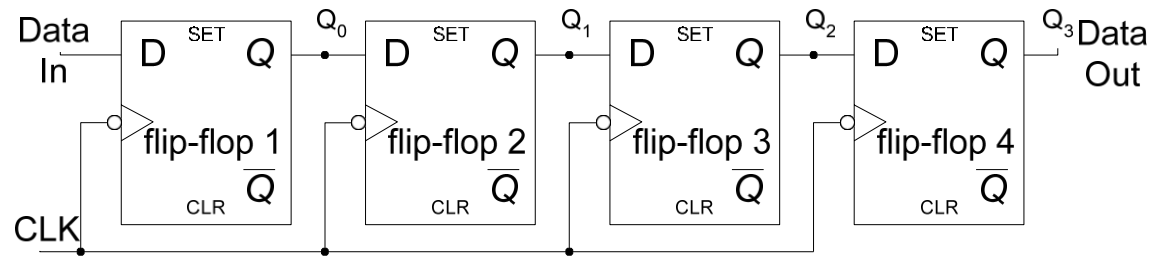 Data In
SET
D Q
flip-flop 1
Q̅
CLR
Q₀
SET
D Q
flip-flop 2
Q̅
CLR
Q₁
SET
D Q
flip-flop 3
Q̅
CLR
Q₂
SET
D Q
flip-flop 4
Q̅
CLR
Q₃
Data
Out
CLK